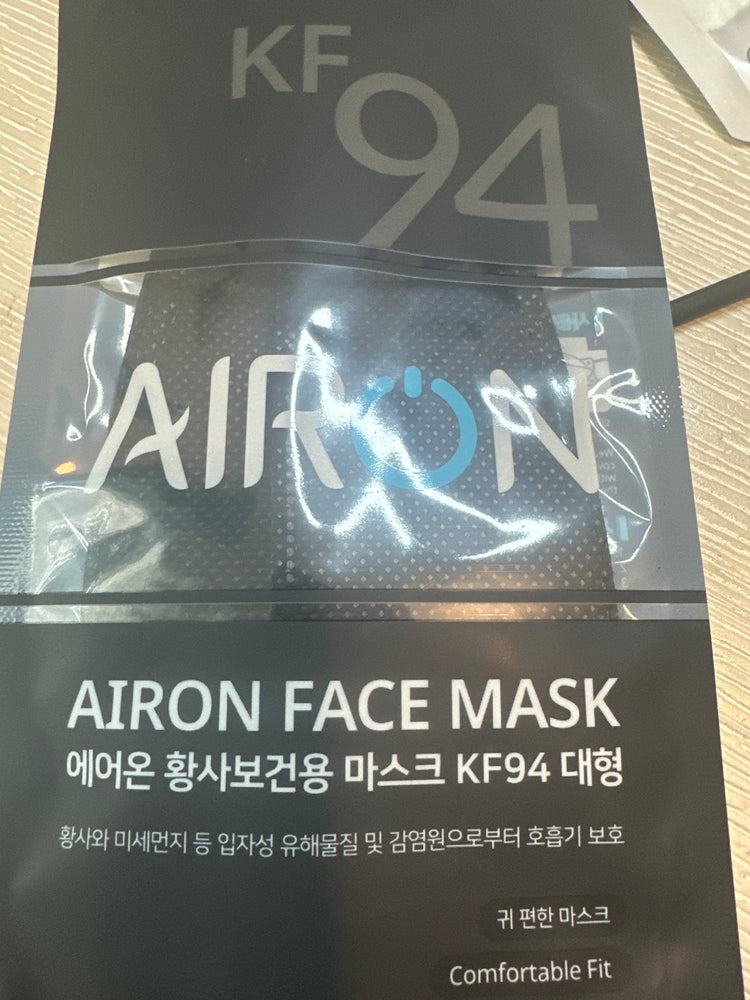 KF
94
AIRON
AIRON FACE MASK
에어온 황사보건용 마스크 KF94 대형
황사와 미세먼지 등 입자성 유해물질 및 감염원으로부터 호흡기 보호
귀 편한 마스크
Comfortable Fit